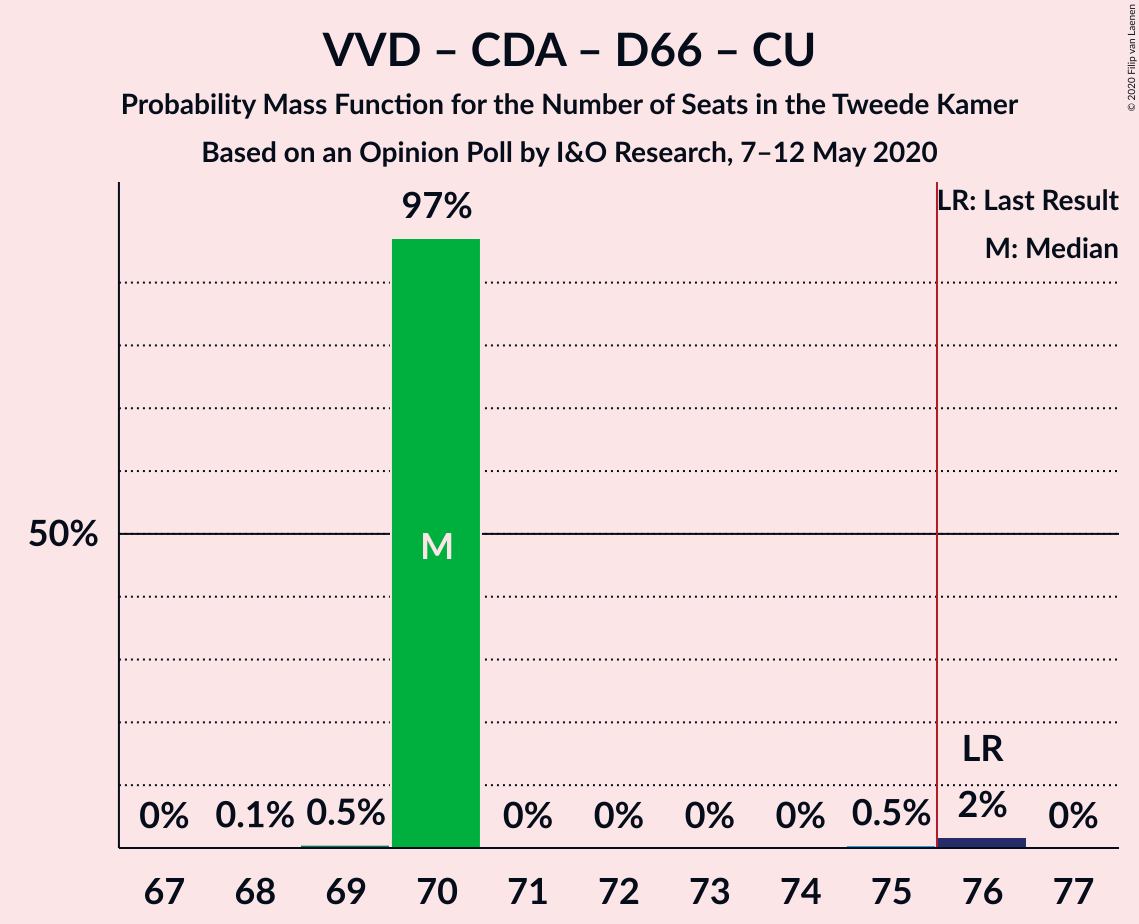 VVD – CDA – D66 – CU
Probability Mass Function for the Number of Seats in the Tweede Kamer
Based on an Opinion Poll by I&O Research, 7–12 May 2020
© 2020 Filip van Laenen
LR: Last Result
M: Median
97%
50%
M
LR
0% 0.1% 0.5% 0% 0% 0% 0% 0.5% 2% 0%
67 68 69 70 71 72 73 74 75 76 77